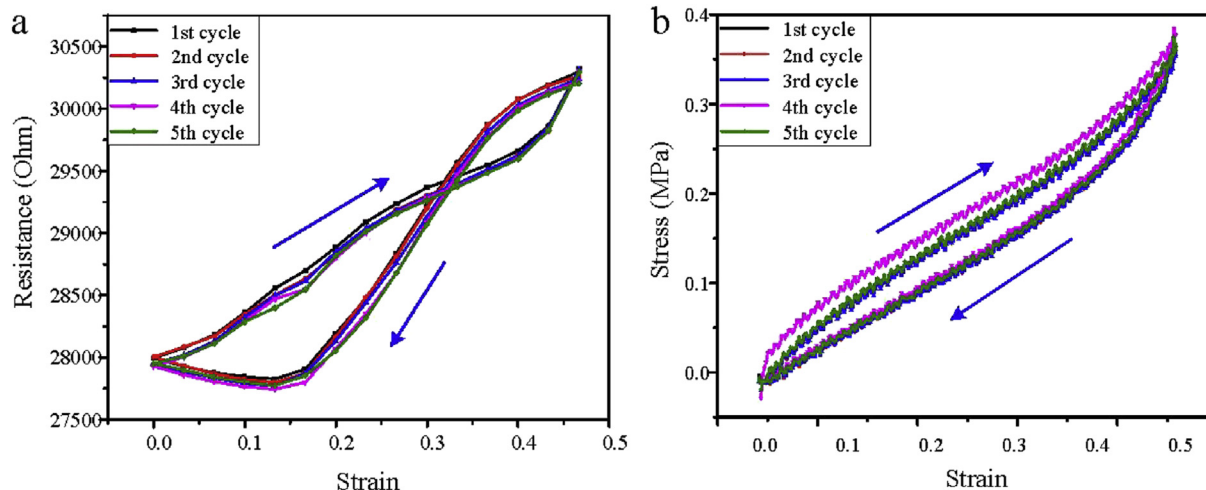 a
1st cycle
2nd cycle
3rd cycle
4th cycle
5th cycle
30500
30000
29500
29000
28500
28000
27500
Resistance (Ohm)
0.0 0.1 0.2 0.3 0.4 0.5
Strain
b
1st cycle
2nd cycle
3rd cycle
4th cycle
5th cycle
0.4
0.3
0.2
0.1
0.0
Stress (MPa)
0.0 0.1 0.2 0.3 0.4 0.5
Strain